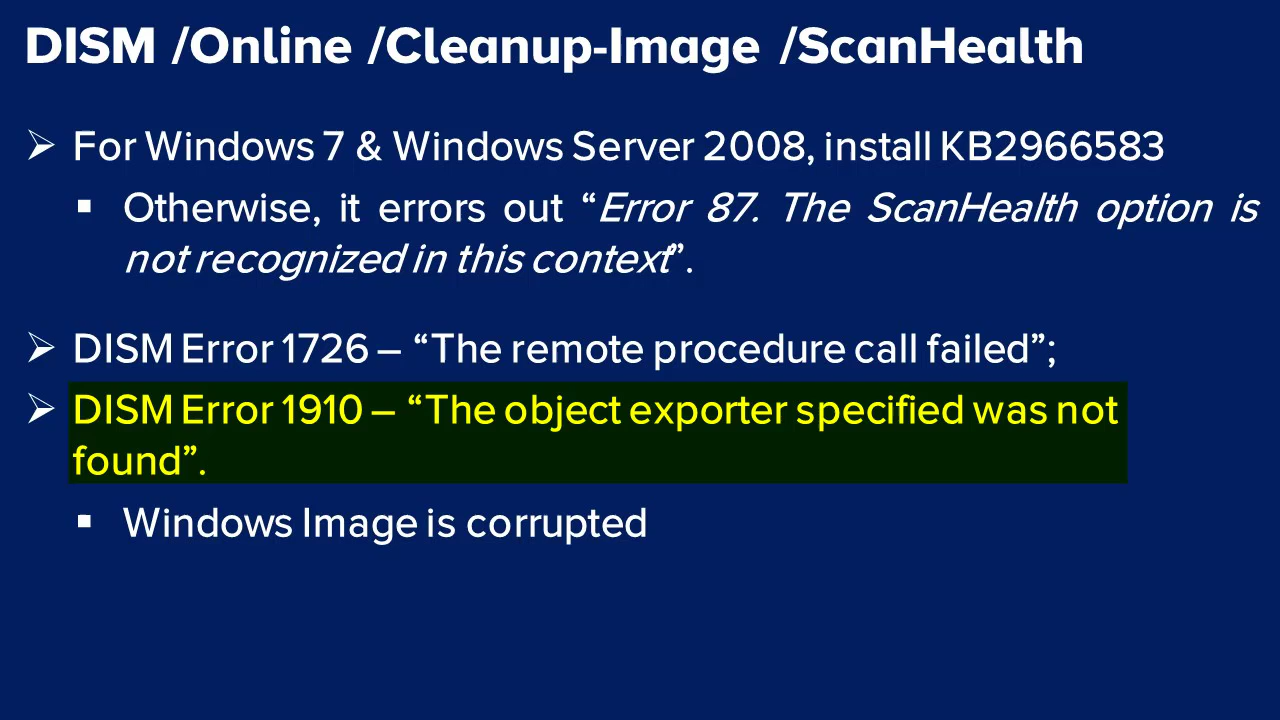 DISM /Online /Cleanup-Image /ScanHealth
➢ For Windows 7 & Windows Server 2008, install KB2966583
▪ Otherwise, it errors out “Error 87. The ScanHealth option is
not recognized in this context”.
➢ DISM Error 1726 – “The remote procedure call failed”;
➢ DISM Error 1910 – “The object exporter specified was not
found”.
▪ Windows Image is corrupted